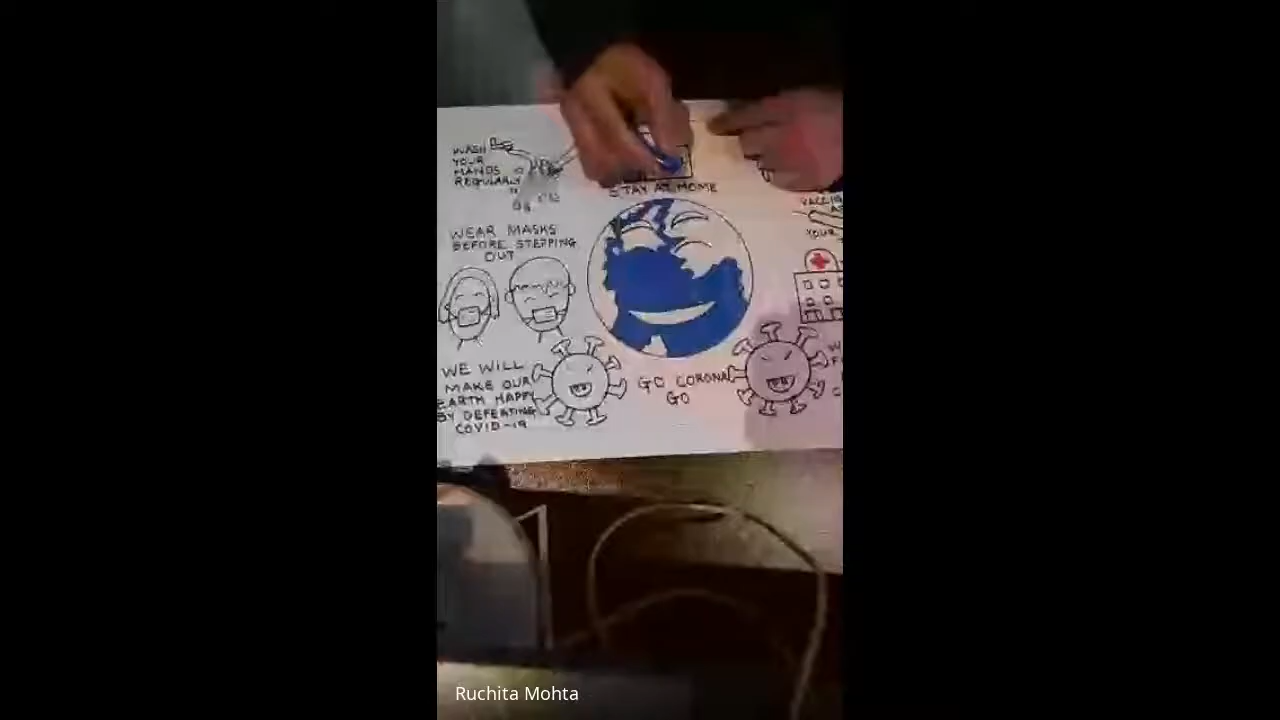 WASH
YOUR
HANDS
REGULARLY
STAY AT HOME
WEAR MASKS
BEFORE STEPPING
OUT
YOUR
WE WILL
MAKE OUR
EARTH HAPPY
BY DEFEATING
COVID-19
GO CORONA
GO
Ruchita Mohta